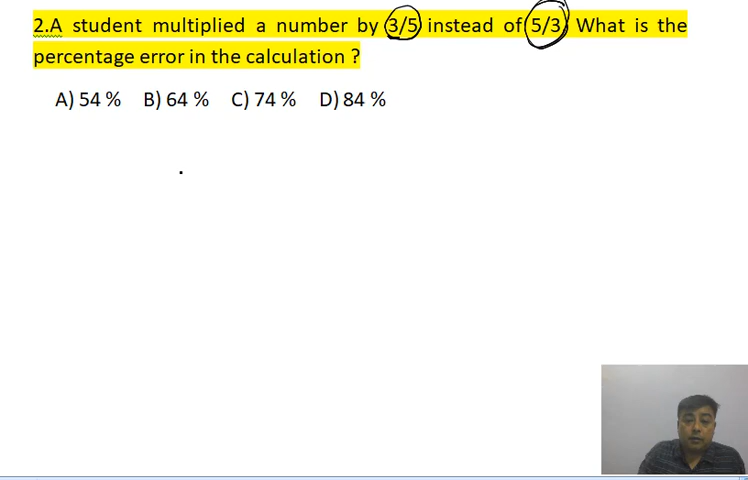 2.A student multiplied a number by 3/5 instead of 5/3. What is the
percentage error in the calculation ?
A) 54 % B) 64 % C) 74 % D) 84 %